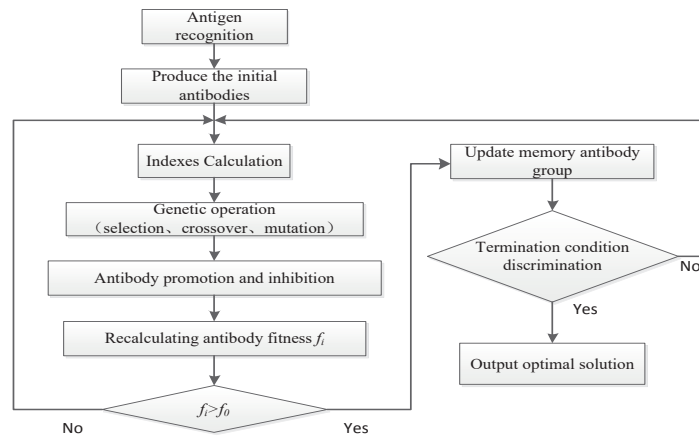 Antigen
recognition
Produce the initial
antibodies
Indexes Calculation
Genetic operation
（selection、crossover、mutation）
Antibody promotion and inhibition
Recalculating antibody fitness fi
fi>f0
No
Yes
Update memory antibody
group
Termination condition
discrimination
No
Yes
Output optimal solution